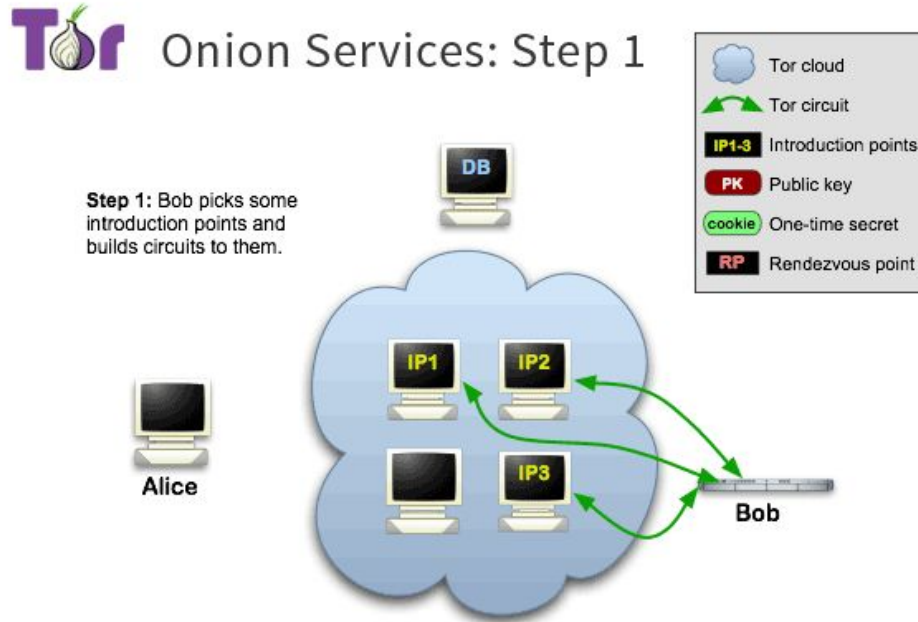 Tor
Onion Services: Step 1
Tor cloud
Tor circuit
IP1-3 Introduction points
PK Public key
cookie One-time secret
RP Rendezvous point
DB
Step 1: Bob picks some
introduction points and
builds circuits to them.
IP1 IP2
Alice
IP3
Bob